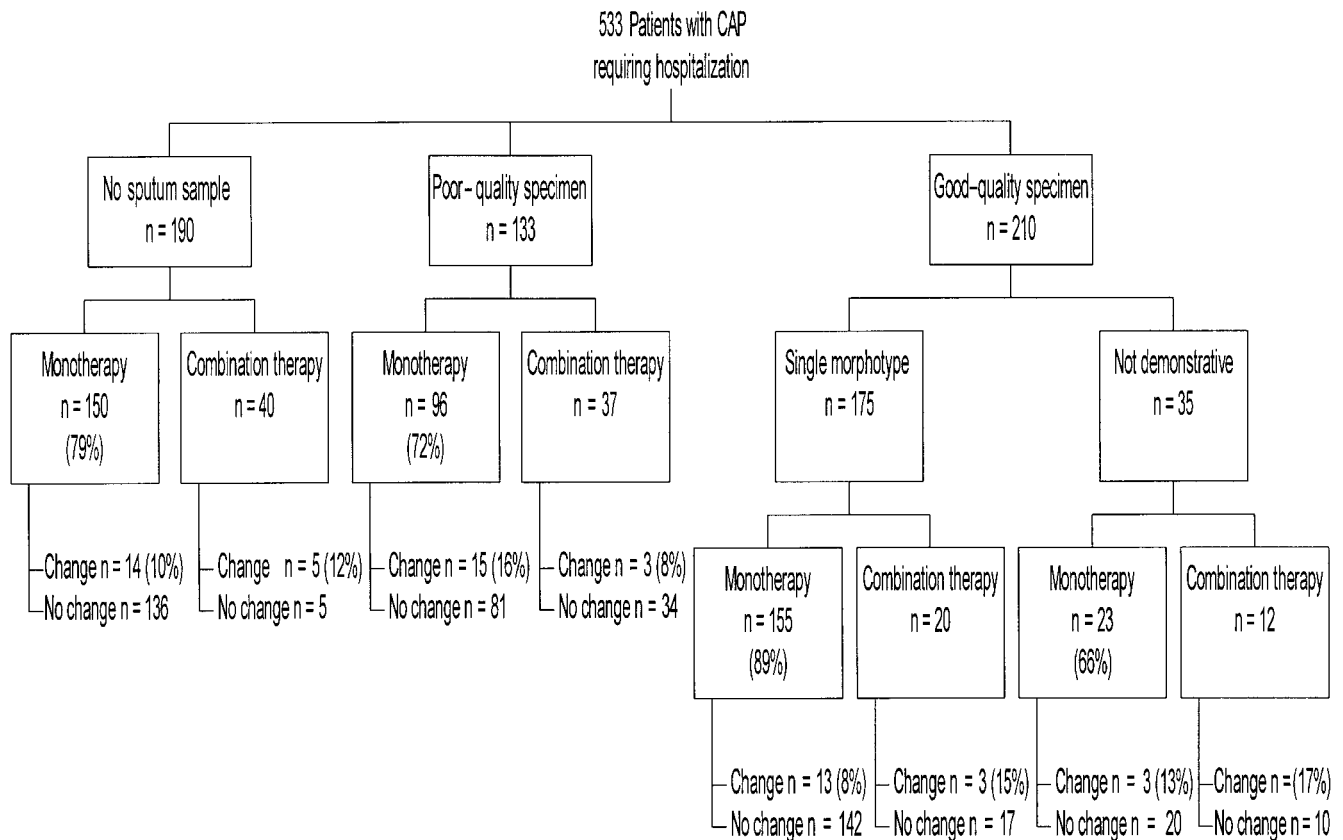 533 Patients with CAP
requiring hospitalization
No sputum sample
n = 190
Poor-quality specimen
n = 133
Good-quality specimen
n = 210
Monotherapy
n = 150
(79%)
Combination therapy
n = 40
Monotherapy
n = 96
(72%)
Combination therapy
n = 37
Single morphotype
n = 175
Not demonstrative
n = 35
Change n = 14 (10%)
No change n = 136
Change n = 5 (12%)
No change n = 5
Change n = 15 (16%)
No change n = 81
Change n = 3 (8%)
No change n = 34
Monotherapy
n = 155
(89%)
Combination therapy
n = 20
Monotherapy
n = 23
(66%)
Combination therapy
n = 12
Change n = 13 (8%)
No change n = 142
Change n = 3 (15%)
No change n = 17
Change n = 3 (13%)
No change n = 20
Change n = (17%)
No change n = 10